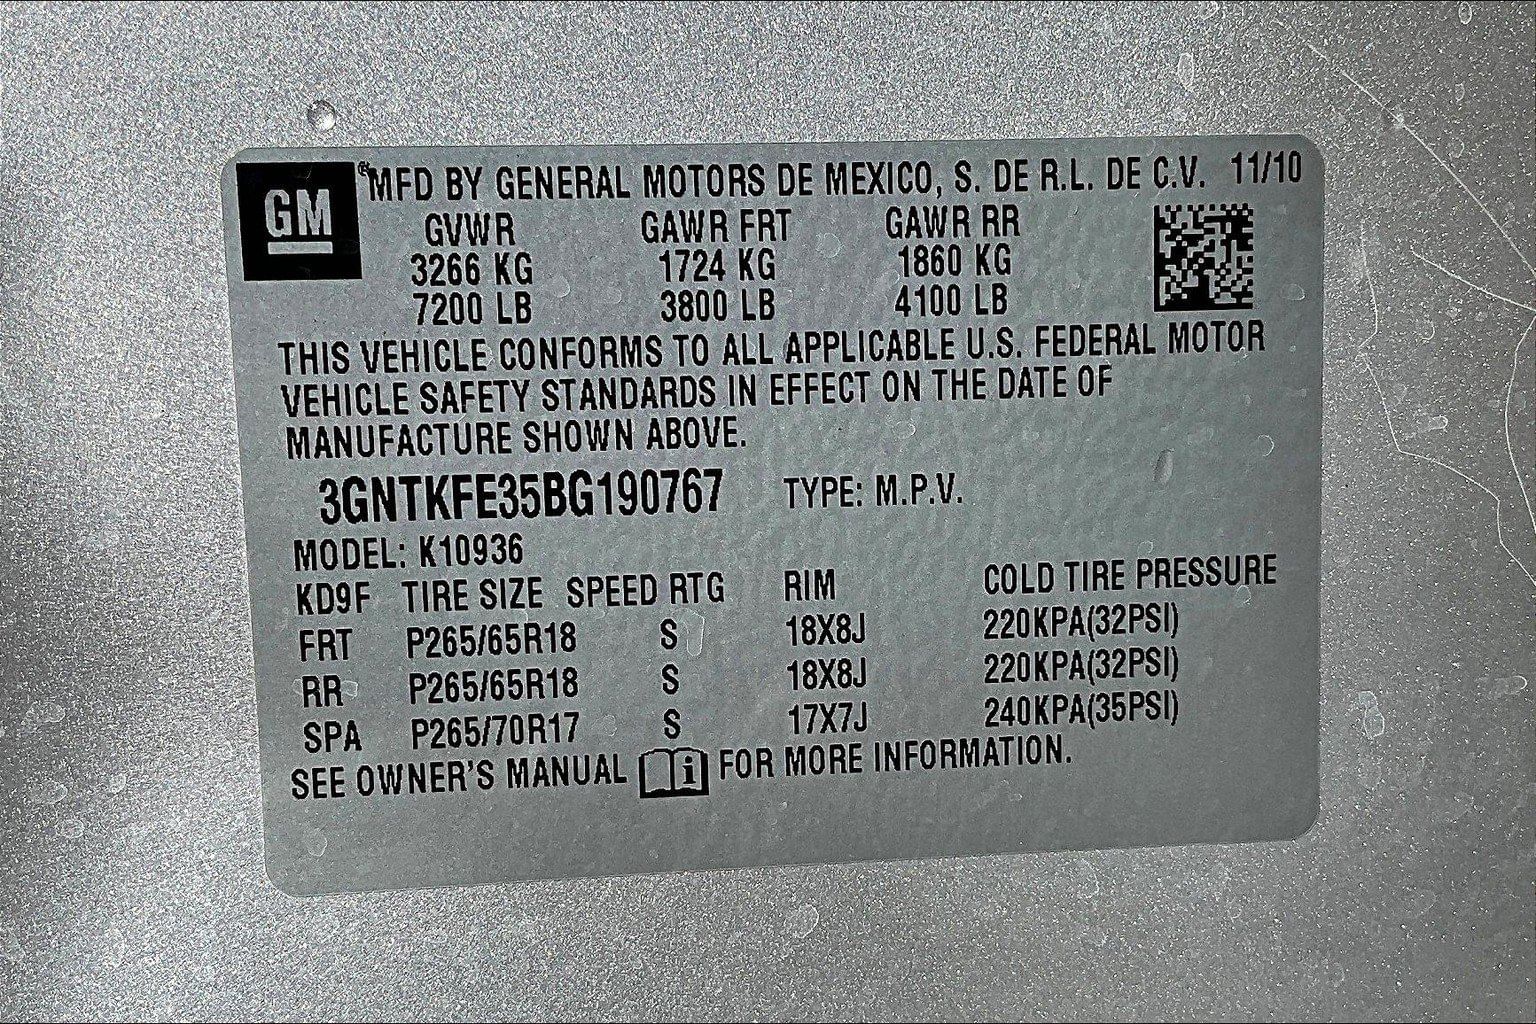 GM ® MFD BY GENERAL MOTORS DE MEXICO, S. DE R.L. DE C.V. 11/10
GVWR GAWR FRT GAWR RR
3266 KG 1724 KG 1860 KG
7200 LB 3800 LB 4100 LB
THIS VEHICLE CONFORMS TO ALL APPLICABLE U.S. FEDERAL MOTOR
VEHICLE SAFETY STANDARDS IN EFFECT ON THE DATE OF
MANUFACTURE SHOWN ABOVE.
3GNTKFE35BG190767 TYPE: M.P.V.
MODEL: K10936
KD9F TIRE SIZE SPEED RTG RIM COLD TIRE PRESSURE
FRT P265/65R18 S 18X8J 220KPA(32PSI)
RR P265/65R18 S 18X8J 220KPA(32PSI)
SPA P265/70R17 S 17X7J 240KPA(35PSI)
SEE OWNER'S MANUAL i FOR MORE INFORMATION.